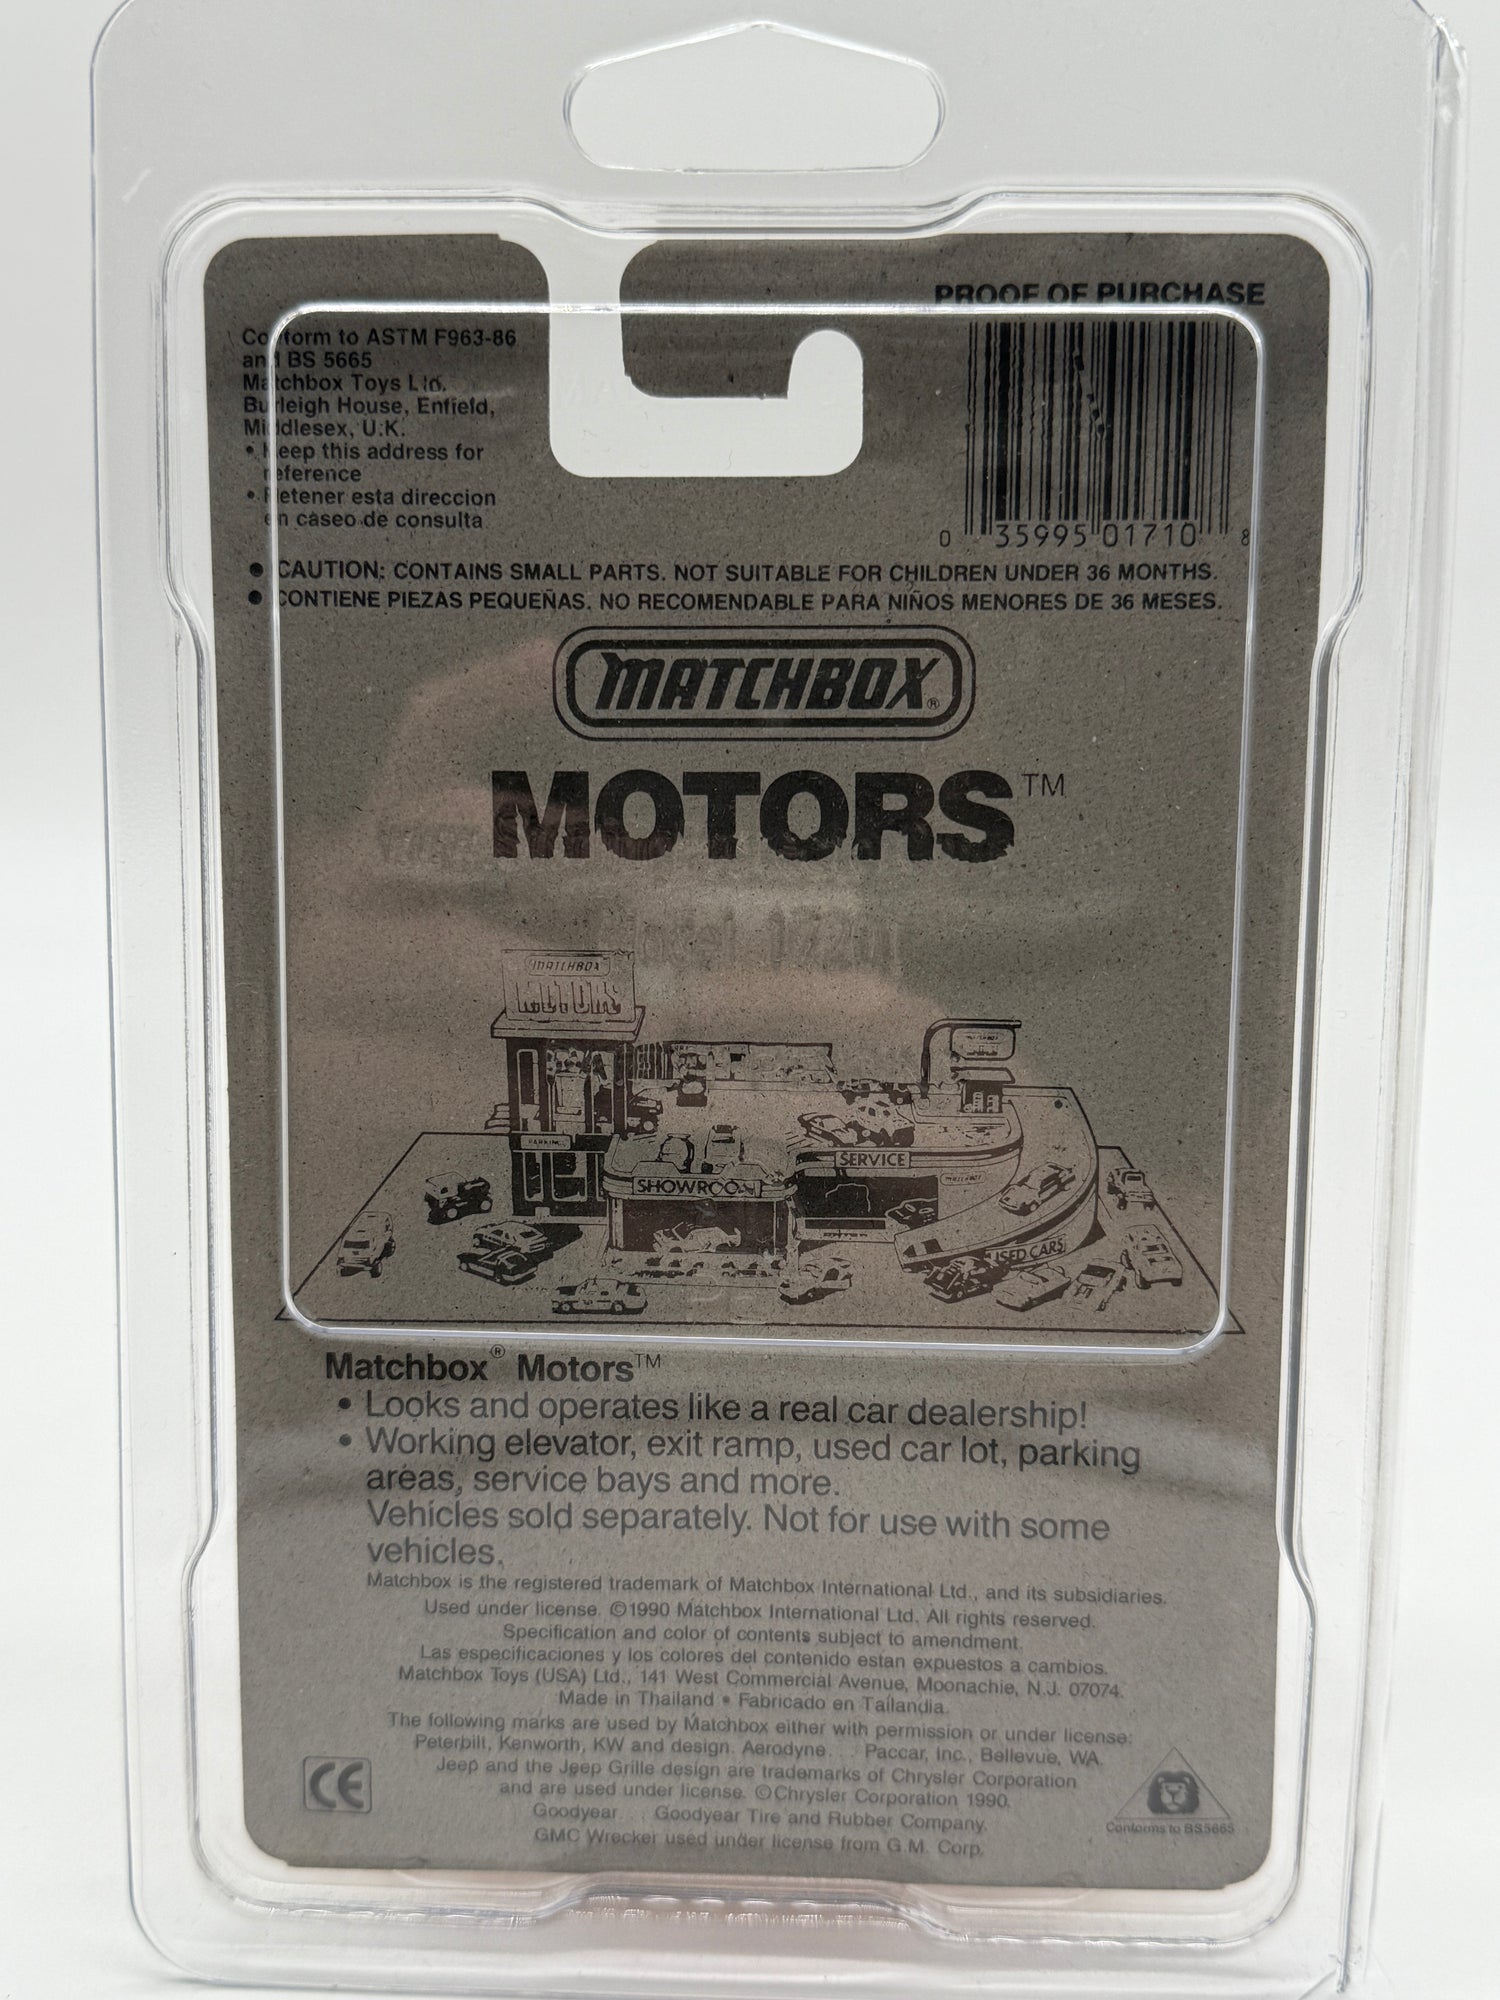 PROOF OF PURCHASE
Conform to ASTM F963-86
and BS 5665
Matchbox Toys Ltd.
Burleigh House, Enfield,
Middlesex, U.K.
• Keep this address for
reference
• Retener esta direccion
en caseo de consulta
0 35995 01710 8
• CAUTION: CONTAINS SMALL PARTS. NOT SUITABLE FOR CHILDREN UNDER 36 MONTHS.
• CONTIENE PIEZAS PEQUEÑAS. NO RECOMENDABLE PARA NIÑOS MENORES DE 36 MESES.
MATCHBOX®
MOTORS™
MATCHBOX
MOTORS
PARKING
SHOWROOM
SERVICE
MATCHBOX
USED CARS
Matchbox® Motors™
• Looks and operates like a real car dealership!
• Working elevator, exit ramp, used car lot, parking
areas, service bays and more.
Vehicles sold separately. Not for use with some
vehicles.
Matchbox is the registered trademark of Matchbox International Ltd., and its subsidiaries.
Used under license. ©1990 Matchbox International Ltd. All rights reserved.
Specification and color of contents subject to amendment.
Las especificaciones y los colores del contenido estan expuestos a cambios.
Matchbox Toys (USA) Ltd., 141 West Commercial Avenue, Moonachie, N.J. 07074.
Made in Thailand • Fabricado en Tailandia.
The following marks are used by Matchbox either with permission or under license:
Peterbilt, Kenworth, KW and design. Aerodyne . . . Paccar, Inc., Bellevue, WA.
Jeep and the Jeep Grille design are trademarks of Chrysler Corporation
and are used under license. ©Chrysler Corporation 1990.
Goodyear . . . Goodyear Tire and Rubber Company.
GMC Wrecker used under license from G.M. Corp.
CE
Conforms to BS5665